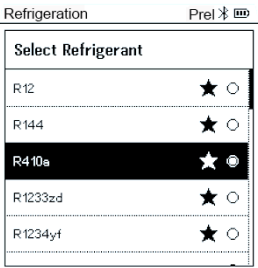 Refrigeration Prel
Select Refrigerant
R12
R144
R410a
R1233zd
R1234yf